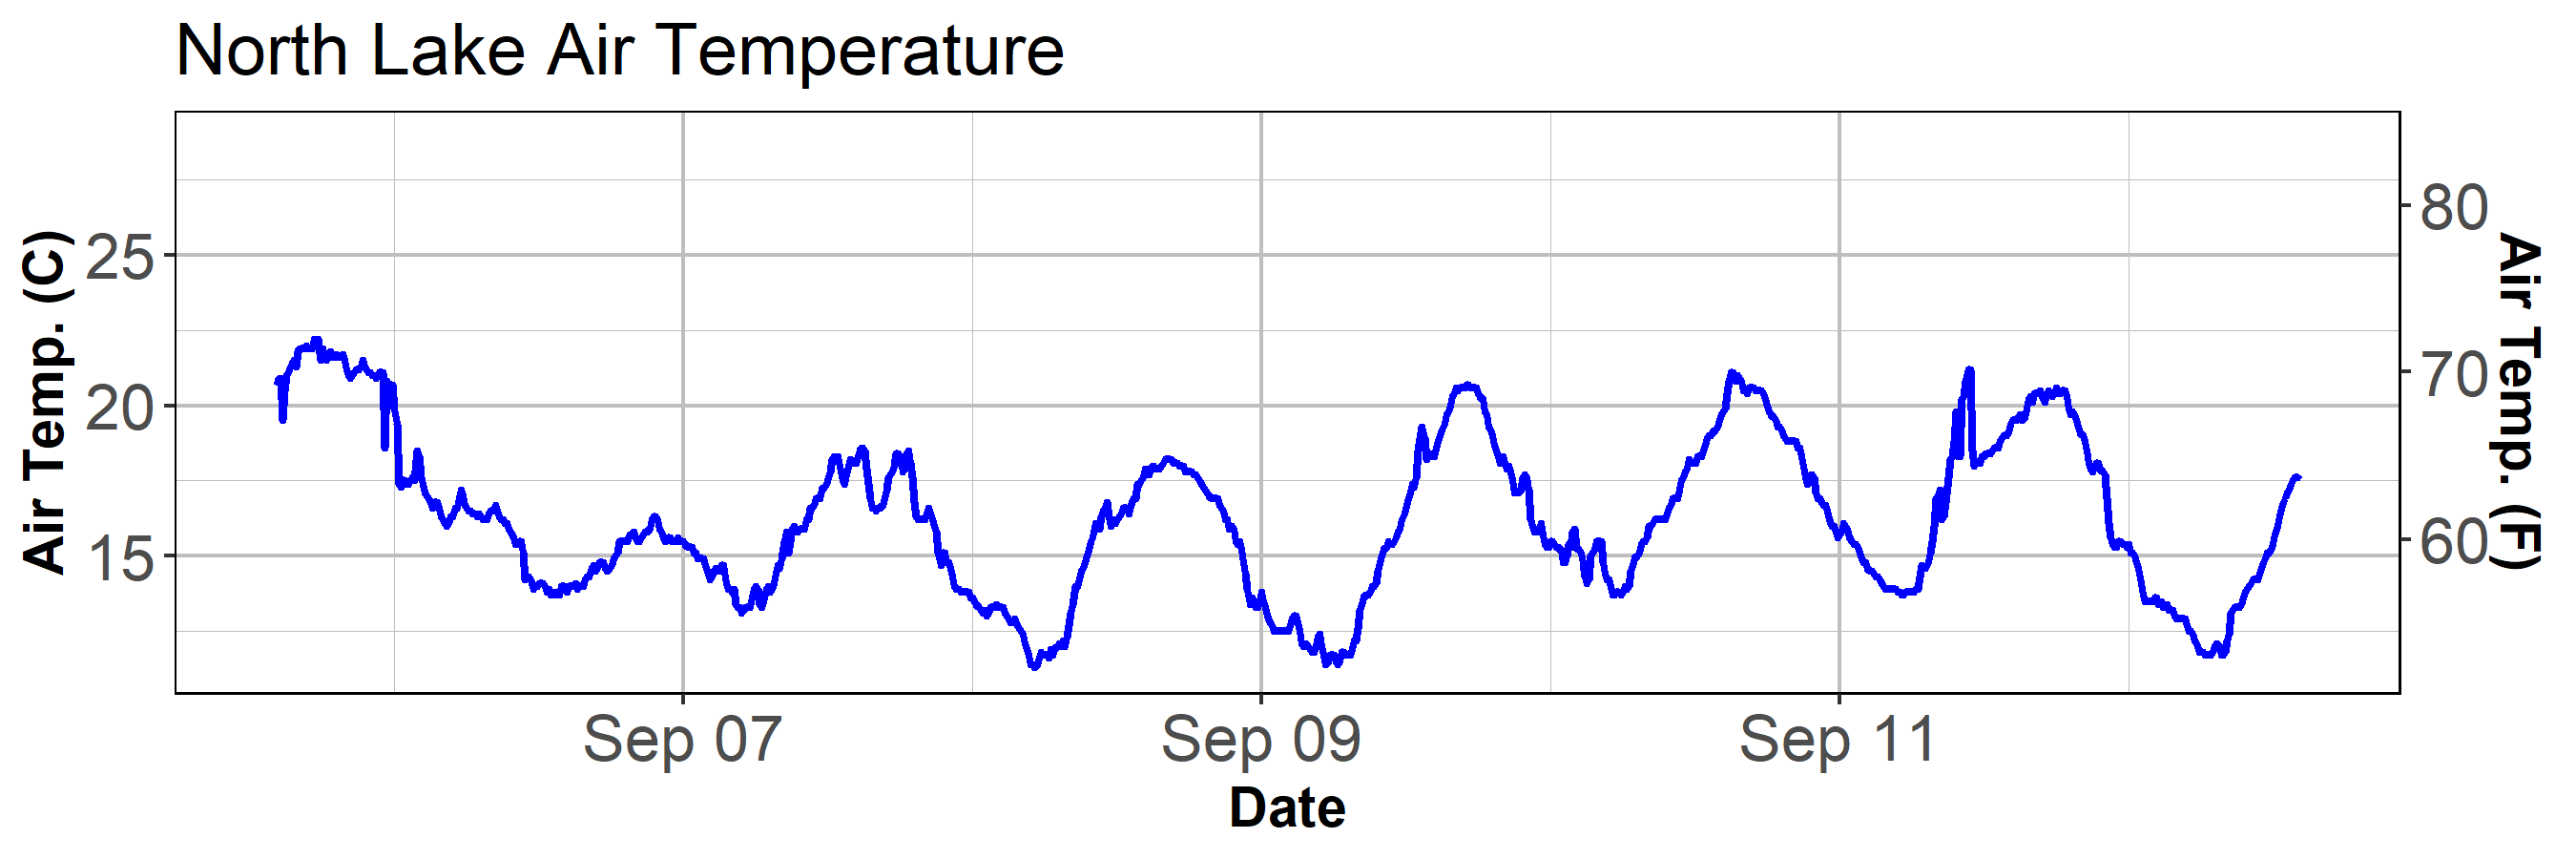 North Lake Air Temperature
Air Temp. (C)
25
20
15
80
70
60
Air Temp. (F)
Sep 07
Sep 09
Sep 11
Date